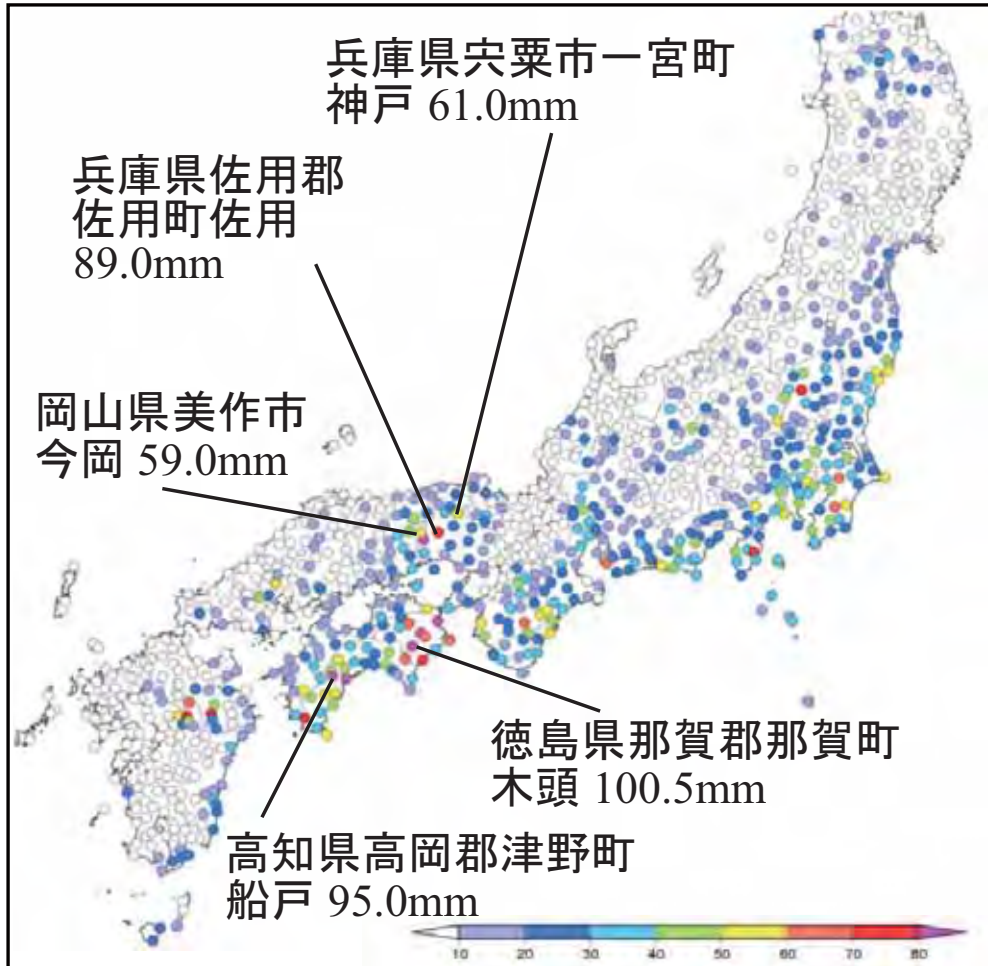 兵庫県宍粟市一宮町
神戸 61.0mm
兵庫県佐用郡
佐用町佐用
89.0mm
岡山県美作市
今岡 59.0mm
徳島県那賀郡那賀町
木頭 100.5mm
高知県高岡郡津野町
船戸 95.0mm
10 20 30 40 50 60 70 80